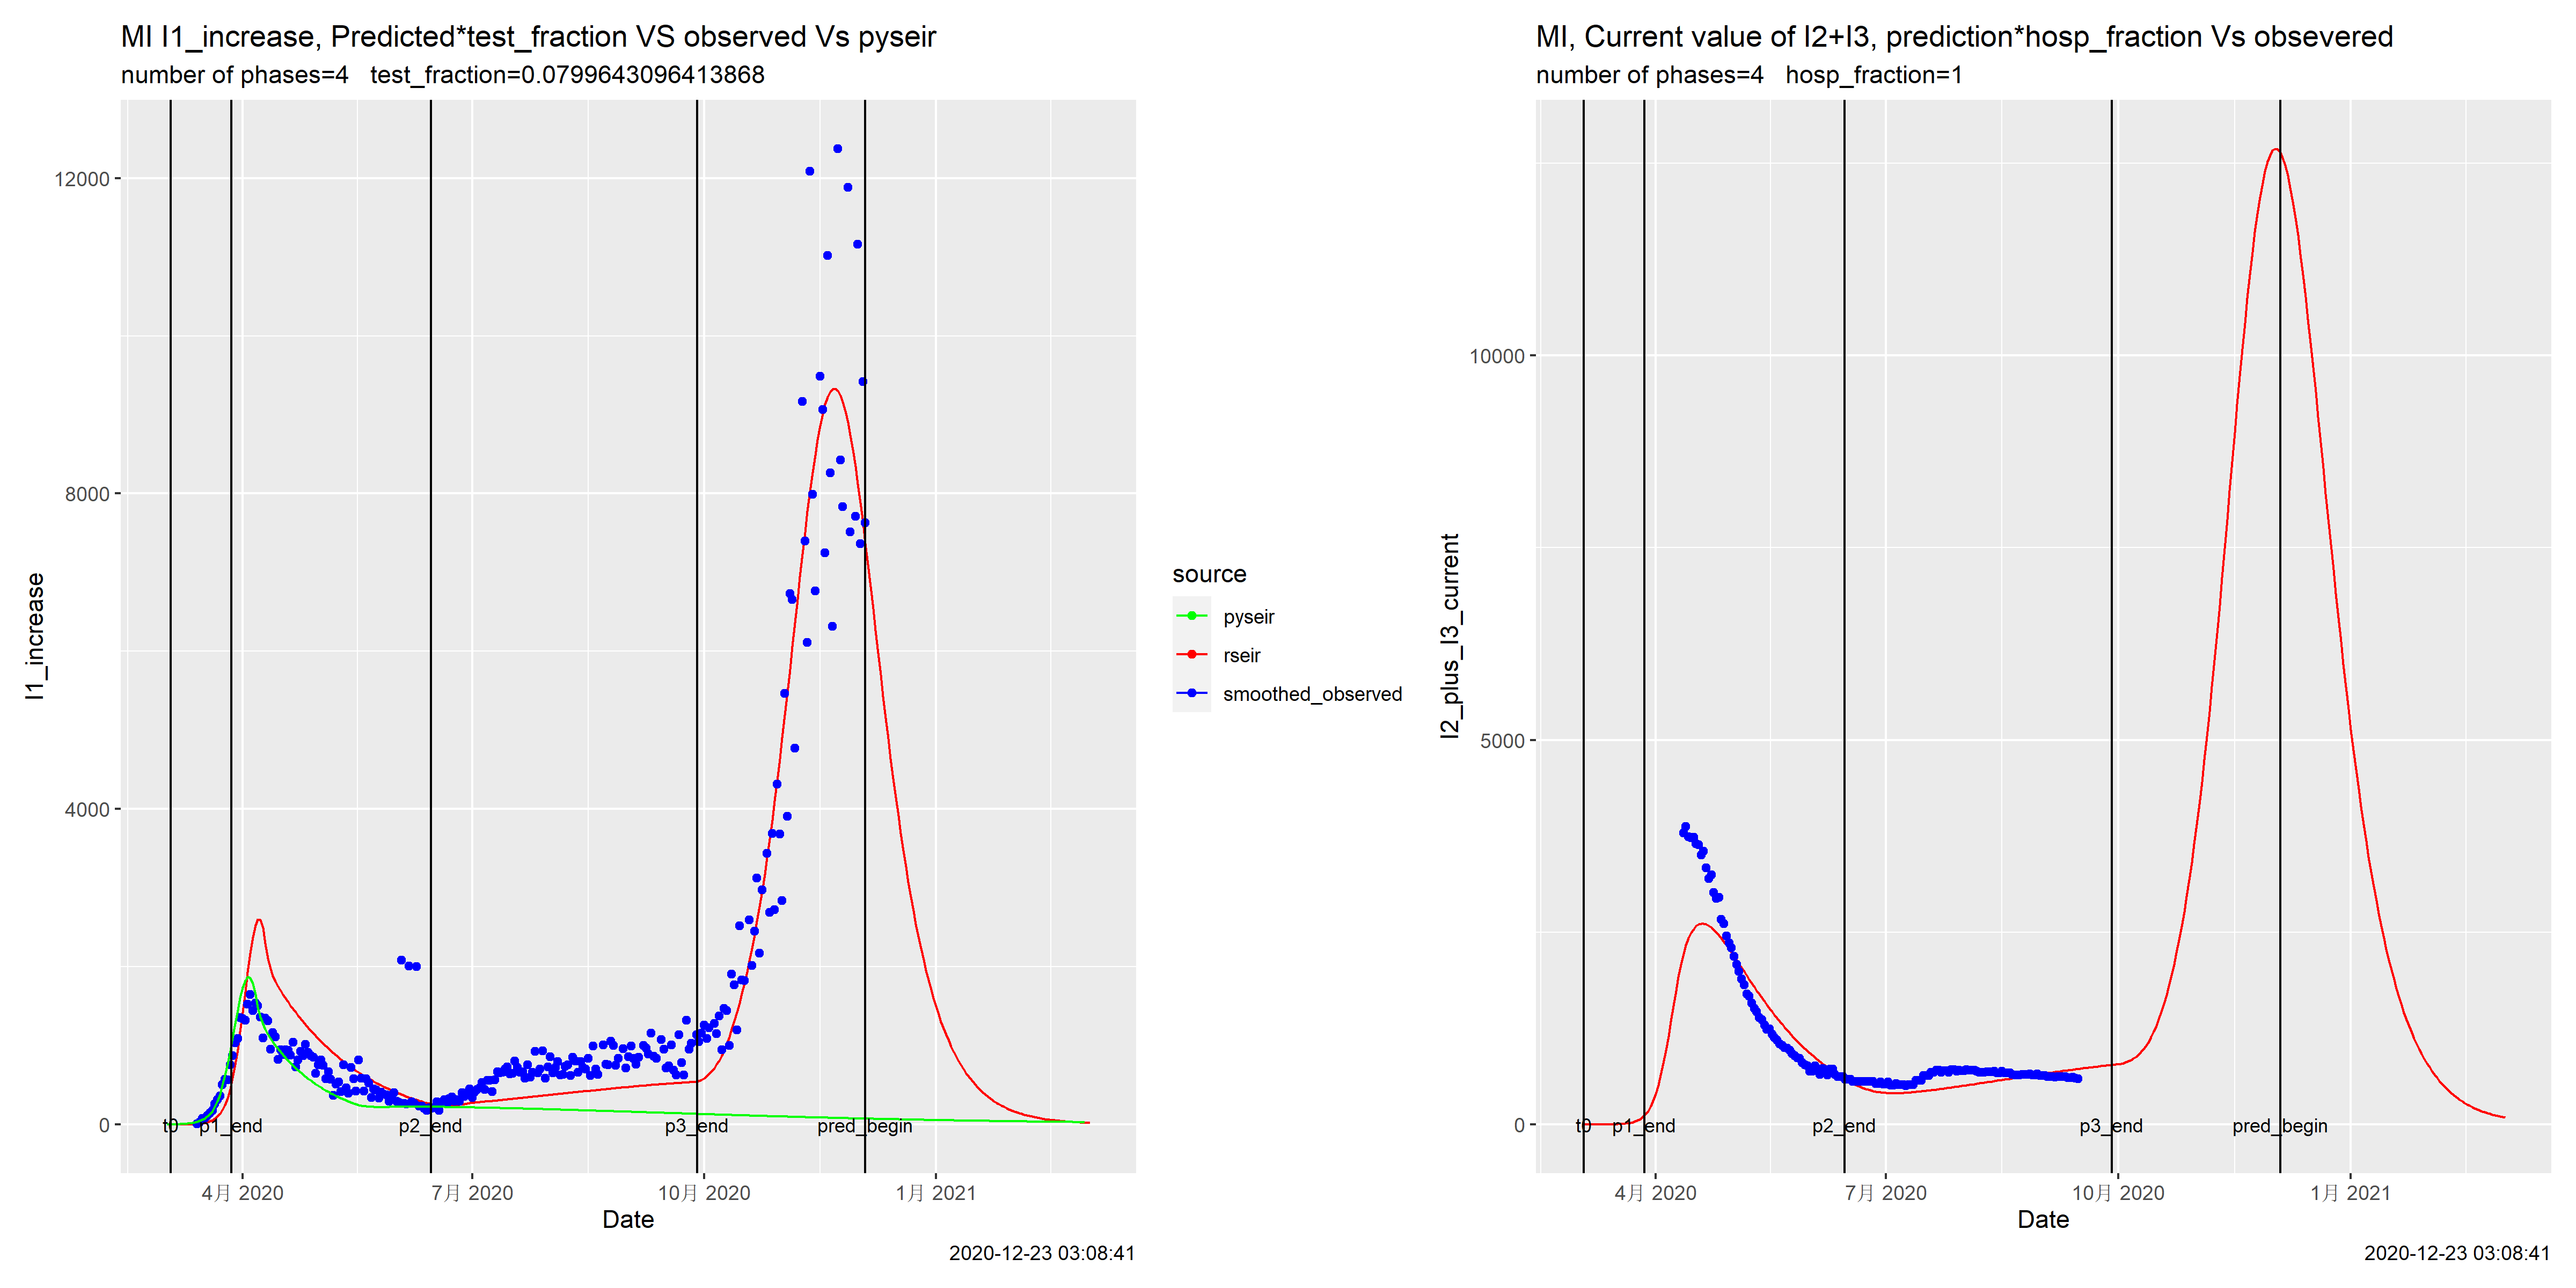 MI I1_increase, Predicted*test_fraction VS observed Vs pyseir
number of phases=4   test_fraction=0.0799643096413868
I1_increase
12000
8000
4000
0
t0
p1_end
p2_end
p3_end
pred_begin
4月 2020
7月 2020
10月 2020
1月 2021
Date
2020-12-23 03:08:41
source
pyseir
rseir
smoothed_observed
MI, Current value of I2+I3, prediction*hosp_fraction Vs obsevered
number of phases=4   hosp_fraction=1
I2_plus_I3_current
10000
5000
0
t0
p1_end
p2_end
p3_end
pred_begin
4月 2020
7月 2020
10月 2020
1月 2021
Date
2020-12-23 03:08:41